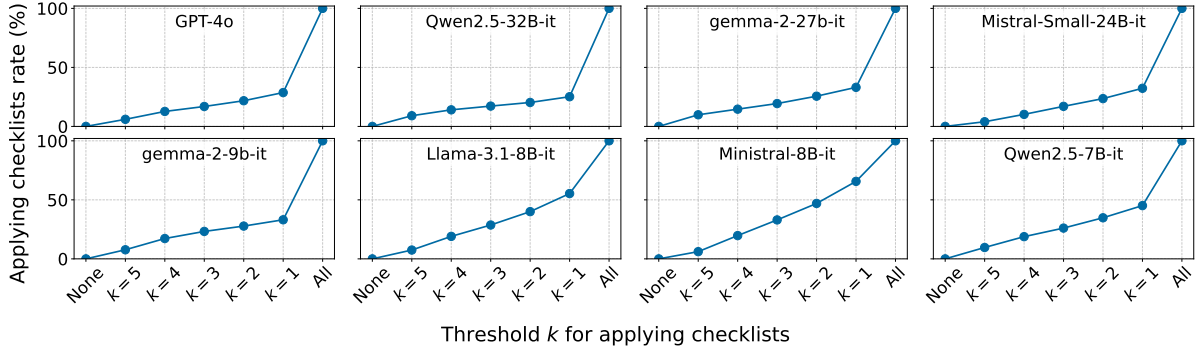 Applying checklists rate (%)
100
50
0
GPT-4o
Qwen2.5-32B-it
gemma-2-27b-it
Mistral-Small-24B-it
100
50
0
gemma-2-9b-it
Llama-3.1-8B-it
Ministral-8B-it
Qwen2.5-7B-it
None k = 5 k = 4 k = 3 k = 2 k = 1 All
None k = 5 k = 4 k = 3 k = 2 k = 1 All
None k = 5 k = 4 k = 3 k = 2 k = 1 All
None k = 5 k = 4 k = 3 k = 2 k = 1 All
Threshold k for applying checklists